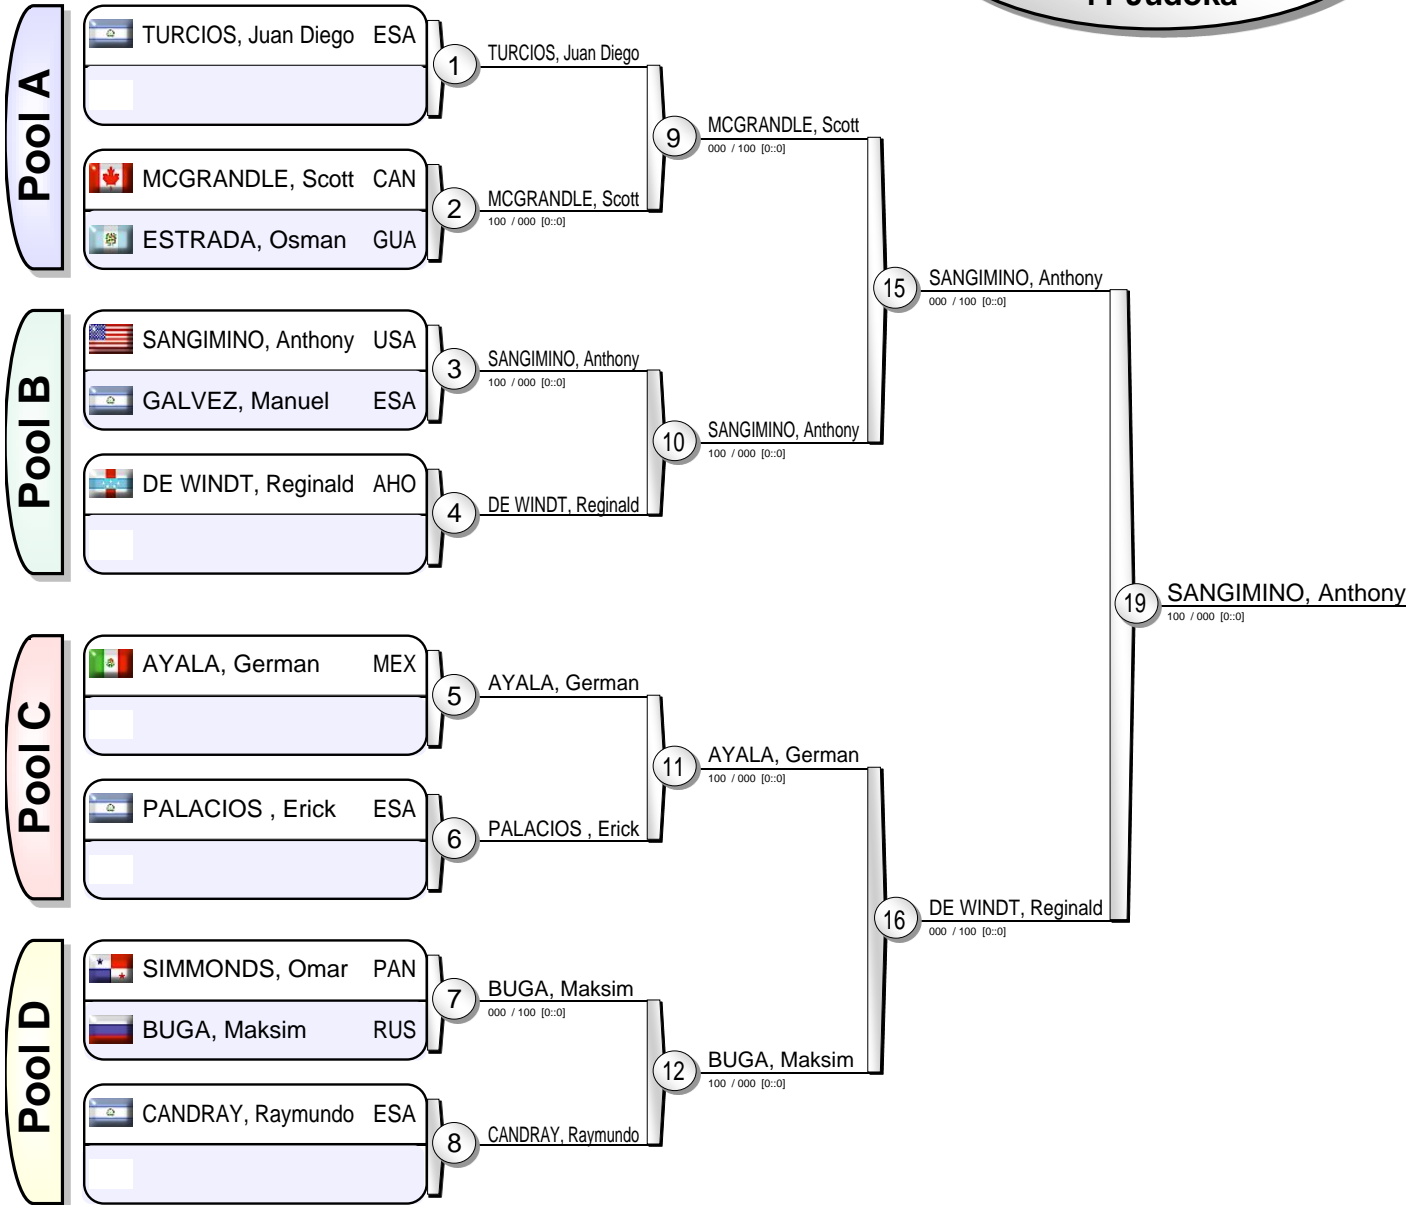 11 Judoka
Pool A
TURCIOS, Juan Diego ESA
1
TURCIOS, Juan Diego
MCGRANDLE, Scott CAN
ESTRADA, Osman GUA
2
MCGRANDLE, Scott
100 / 000 [0::0]
9
MCGRANDLE, Scott
000 / 100 [0::0]
Pool B
SANGIMINO, Anthony USA
GALVEZ, Manuel ESA
3
SANGIMINO, Anthony
100 / 000 [0::0]
DE WINDT, Reginald AHO
4
DE WINDT, Reginald
10
SANGIMINO, Anthony
100 / 000 [0::0]
15
SANGIMINO, Anthony
000 / 100 [0::0]
Pool C
AYALA, German MEX
5
AYALA, German
PALACIOS , Erick ESA
6
PALACIOS , Erick
11
AYALA, German
100 / 000 [0::0]
Pool D
SIMMONDS, Omar PAN
BUGA, Maksim RUS
7
BUGA, Maksim
000 / 100 [0::0]
CANDRAY, Raymundo ESA
8
CANDRAY, Raymundo
12
BUGA, Maksim
100 / 000 [0::0]
16
DE WINDT, Reginald
000 / 100 [0::0]
19
SANGIMINO, Anthony
100 / 000 [0::0]